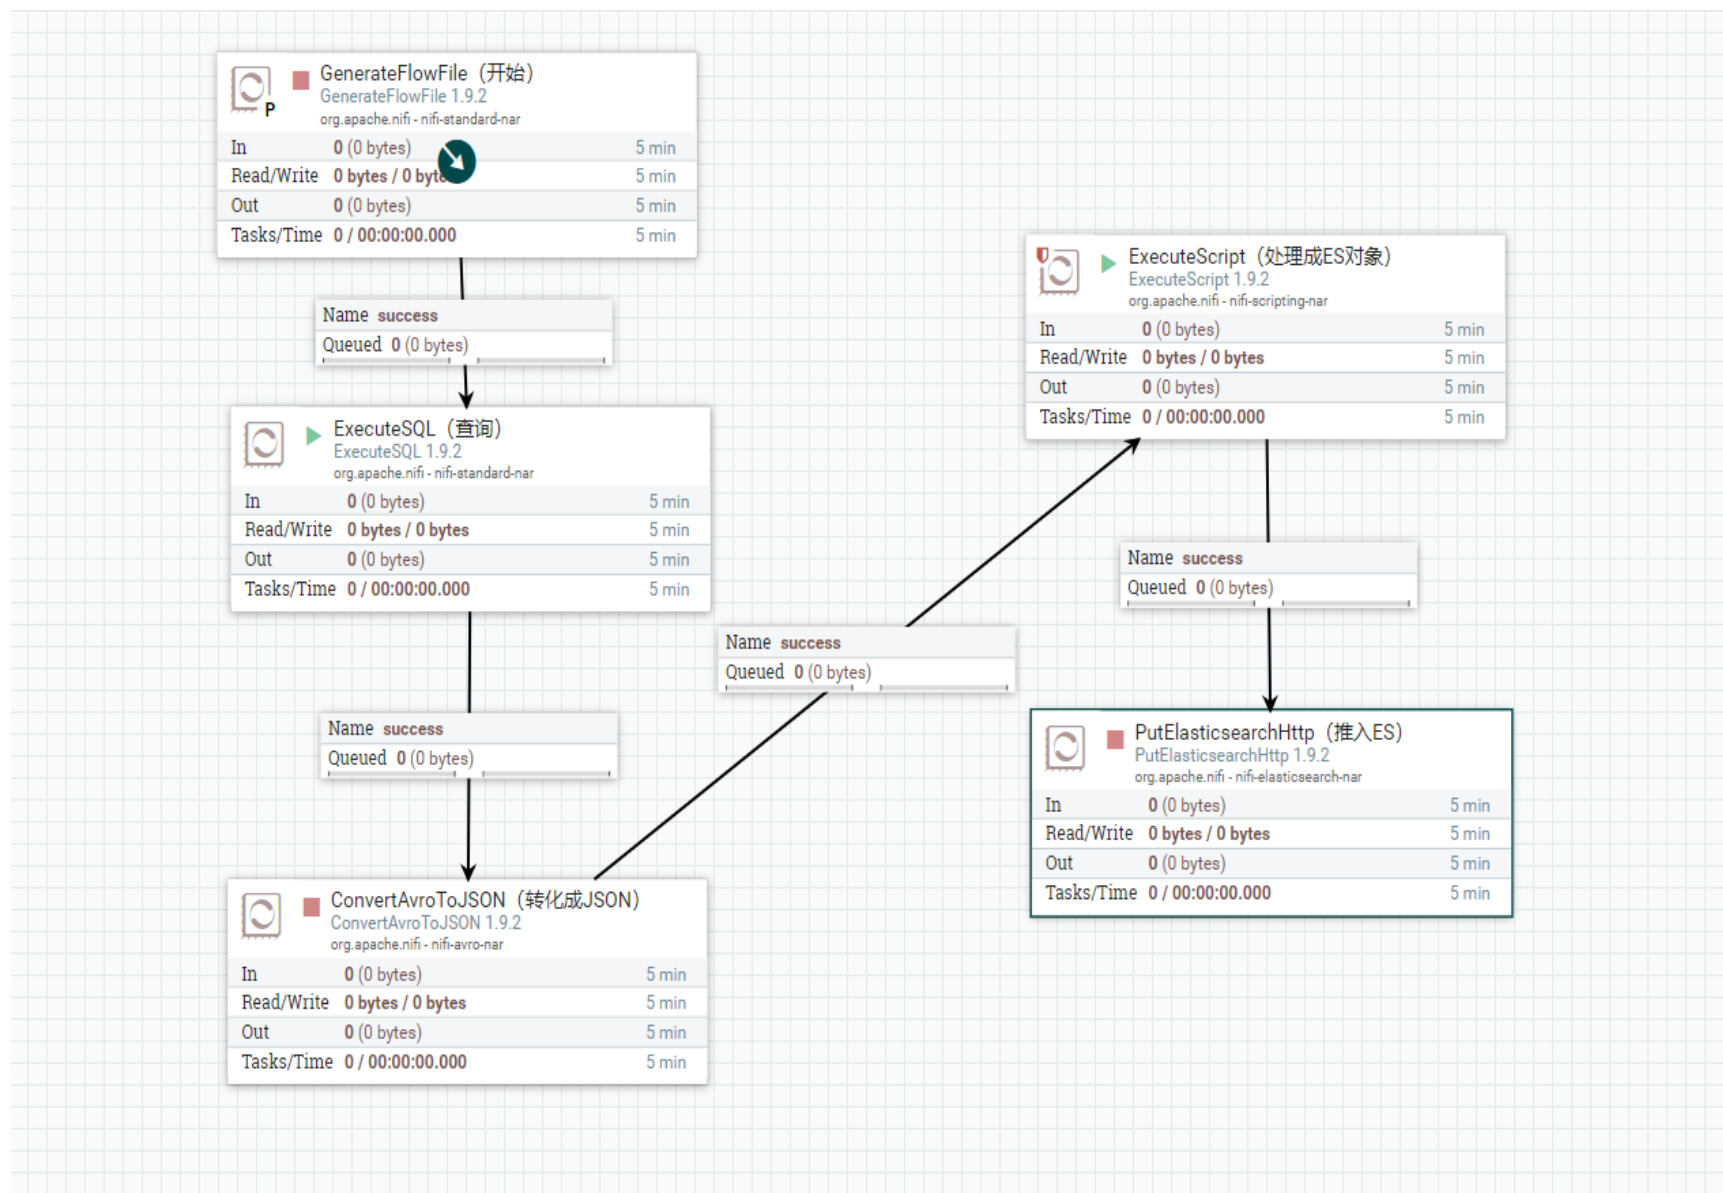 GenerateFlowFile（开始）
GenerateFlowFile 1.9.2
org.apache.nifi - nifi-standard-nar
P
In 0 (0 bytes) 5 min
Read/Write 0 bytes / 0 byte 5 min
Out 0 (0 bytes) 5 min
Tasks/Time 0 / 00:00:00.000 5 min
Name success
Queued 0 (0 bytes)
ExecuteSQL（查询）
ExecuteSQL 1.9.2
org.apache.nifi - nifi-standard-nar
In 0 (0 bytes) 5 min
Read/Write 0 bytes / 0 bytes 5 min
Out 0 (0 bytes) 5 min
Tasks/Time 0 / 00:00:00.000 5 min
Name success
Queued 0 (0 bytes)
ConvertAvroToJSON（转化成JSON）
ConvertAvroToJSON 1.9.2
org.apache.nifi - nifi-avro-nar
In 0 (0 bytes) 5 min
Read/Write 0 bytes / 0 bytes 5 min
Out 0 (0 bytes) 5 min
Tasks/Time 0 / 00:00:00.000 5 min
Name success
Queued 0 (0 bytes)
ExecuteScript（处理成ES对象）
ExecuteScript 1.9.2
org.apache.nifi - nifi-scripting-nar
In 0 (0 bytes) 5 min
Read/Write 0 bytes / 0 bytes 5 min
Out 0 (0 bytes) 5 min
Tasks/Time 0 / 00:00:00.000 5 min
Name success
Queued 0 (0 bytes)
PutElasticsearchHttp（推入ES）
PutElasticsearchHttp 1.9.2
org.apache.nifi - nifi-elasticsearch-nar
In 0 (0 bytes) 5 min
Read/Write 0 bytes / 0 bytes 5 min
Out 0 (0 bytes) 5 min
Tasks/Time 0 / 00:00:00.000 5 min